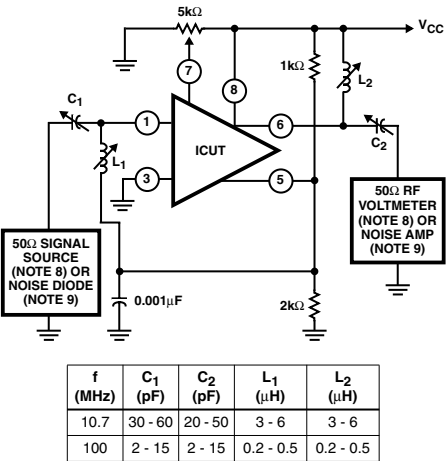 5kΩ
VCC
1kΩ
L2
7
8
C1
1
6
ICUT
C2
L1
3
5
50Ω SIGNAL
SOURCE
(NOTE 8) OR
NOISE DIODE
(NOTE 9)
50Ω RF
VOLTMETER
(NOTE 8) OR
NOISE AMP
(NOTE 9)
0.001μF
2kΩ
f (MHz) C1 (pF) C2 (pF) L1 (μH) L2 (μH)
10.7 30 - 60 20 - 50 3 - 6 3 - 6
100 2 - 15 2 - 15 0.2 - 0.5 0.2 - 0.5